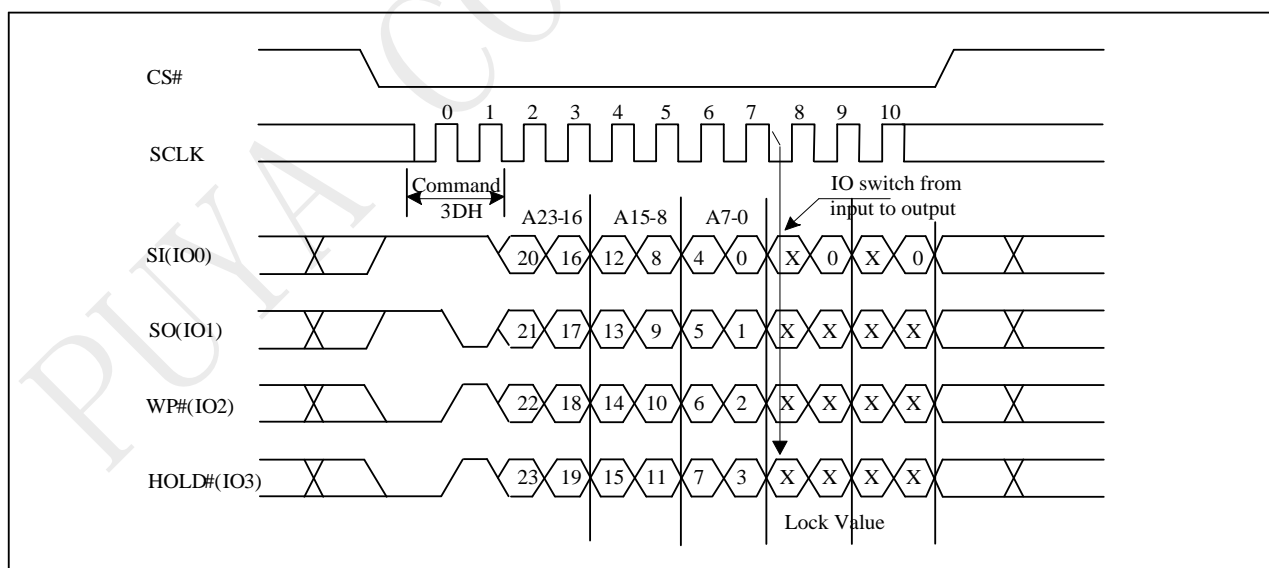 PUYA CO
CS#
0 1 2 3 4 5 6 7 8 9 10
SCLK
Command
3DH
IO switch from
input to output
A23-16 A15-8 A7-0
SI(IO0)
20 16 12 8 4 0 X 0 X 0
SO(IO1)
21 17 13 9 5 1 X X X X
WP#(IO2)
22 18 14 10 6 2 X X X X
HOLD#(IO3)
23 19 15 11 7 3 X X X X
Lock Value